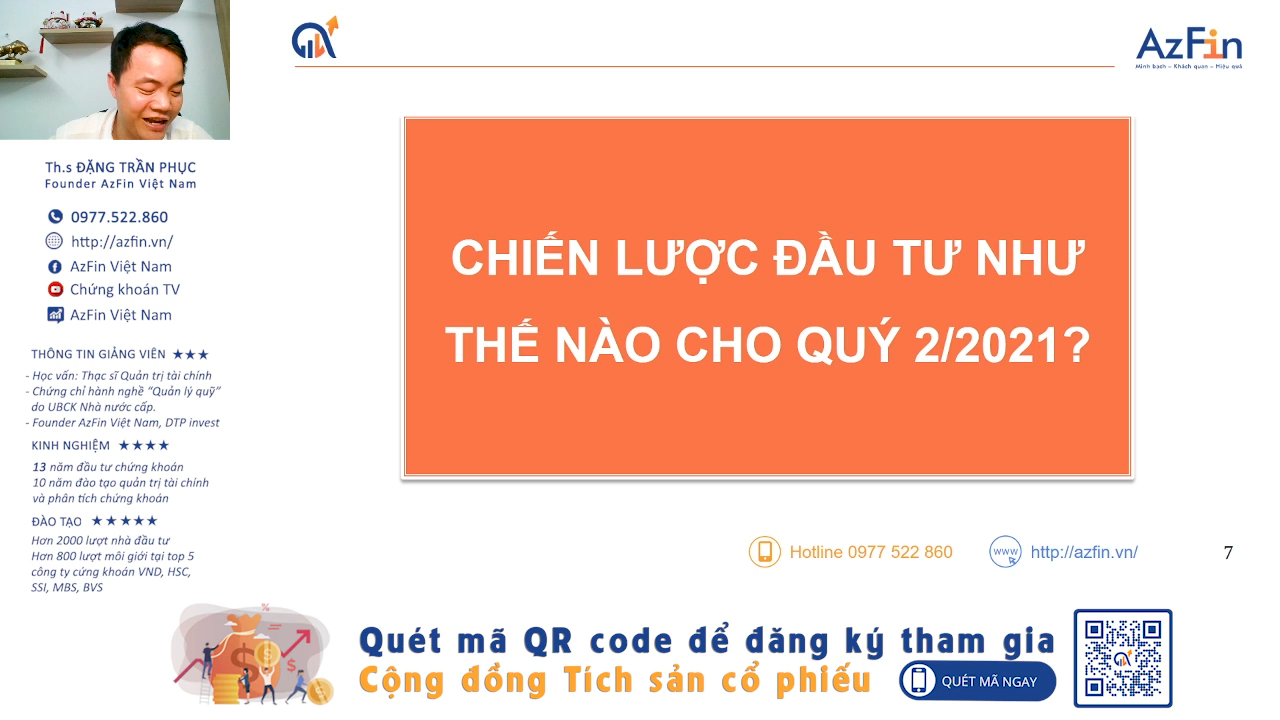 AzFin
Minh bạch – Khách quan – Hiệu quả
Th.s ĐẶNG TRẦN PHỤC
Founder AzFin Việt Nam
0977.522.860
http://azfin.vn/
AzFin Việt Nam
Chứng khoán TV
AzFin Việt Nam
THÔNG TIN GIẢNG VIÊN ★★★
- Học vấn: Thạc sĩ Quản trị tài chính
- Chứng chỉ hành nghề “Quản lý quỹ”
do UBCK Nhà nước cấp.
- Founder AzFin Việt Nam, DTP invest
KINH NGHIỆM ★★★★
13 năm đầu tư chứng khoán
10 năm đào tạo quản trị tài chính
và phân tích chứng khoán
ĐÀO TẠO ★★★★★
Hơn 2000 lượt nhà đầu tư
Hơn 800 lượt môi giới tại top 5
công ty cứng khoán VND, HSC,
SSI, MBS, BVS
CHIẾN LƯỢC ĐẦU TƯ NHƯ
THẾ NÀO CHO QUÝ 2/2021?
Hotline 0977 522 860
www
http://azfin.vn/
7
Quét mã QR code để đăng ký tham gia
Cộng đồng Tích sản cổ phiếu
QUÉT MÃ NGAY